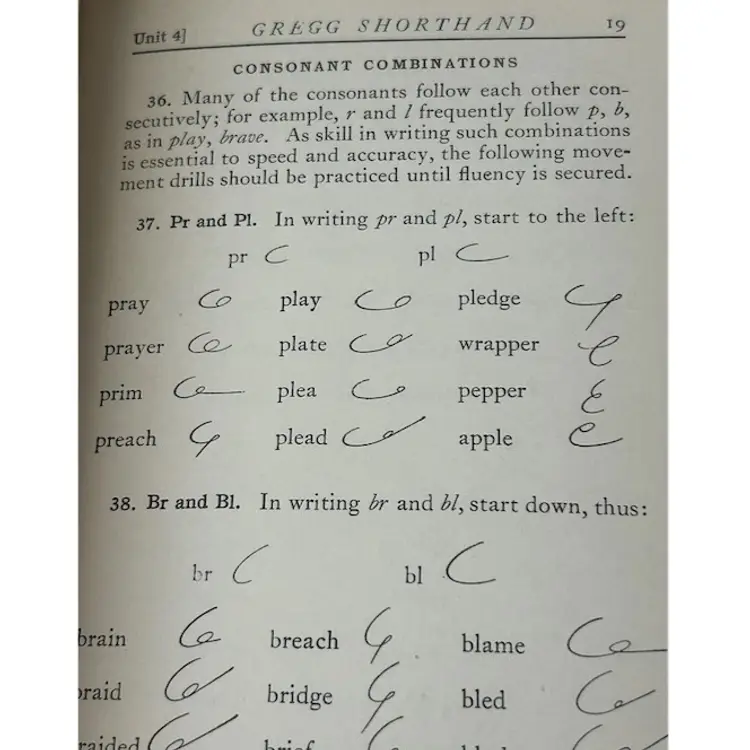 Unit 4] GREGG SHORTHAND 19
CONSONANT COMBINATIONS
36. Many of the consonants follow each other con-
secutively; for example, r and l frequently follow p, b,
as in play, brave. As skill in writing such combinations
is essential to speed and accuracy, the following move-
ment drills should be practiced until fluency is secured.
37. Pr and Pl. In writing pr and pl, start to the left:
pr pl
pray play pledge
prayer plate wrapper
prim plea pepper
preach plead apple
38. Br and Bl. In writing br and bl, start down, thus:
br bl
brain breach blame
raid bridge bled
raided brief